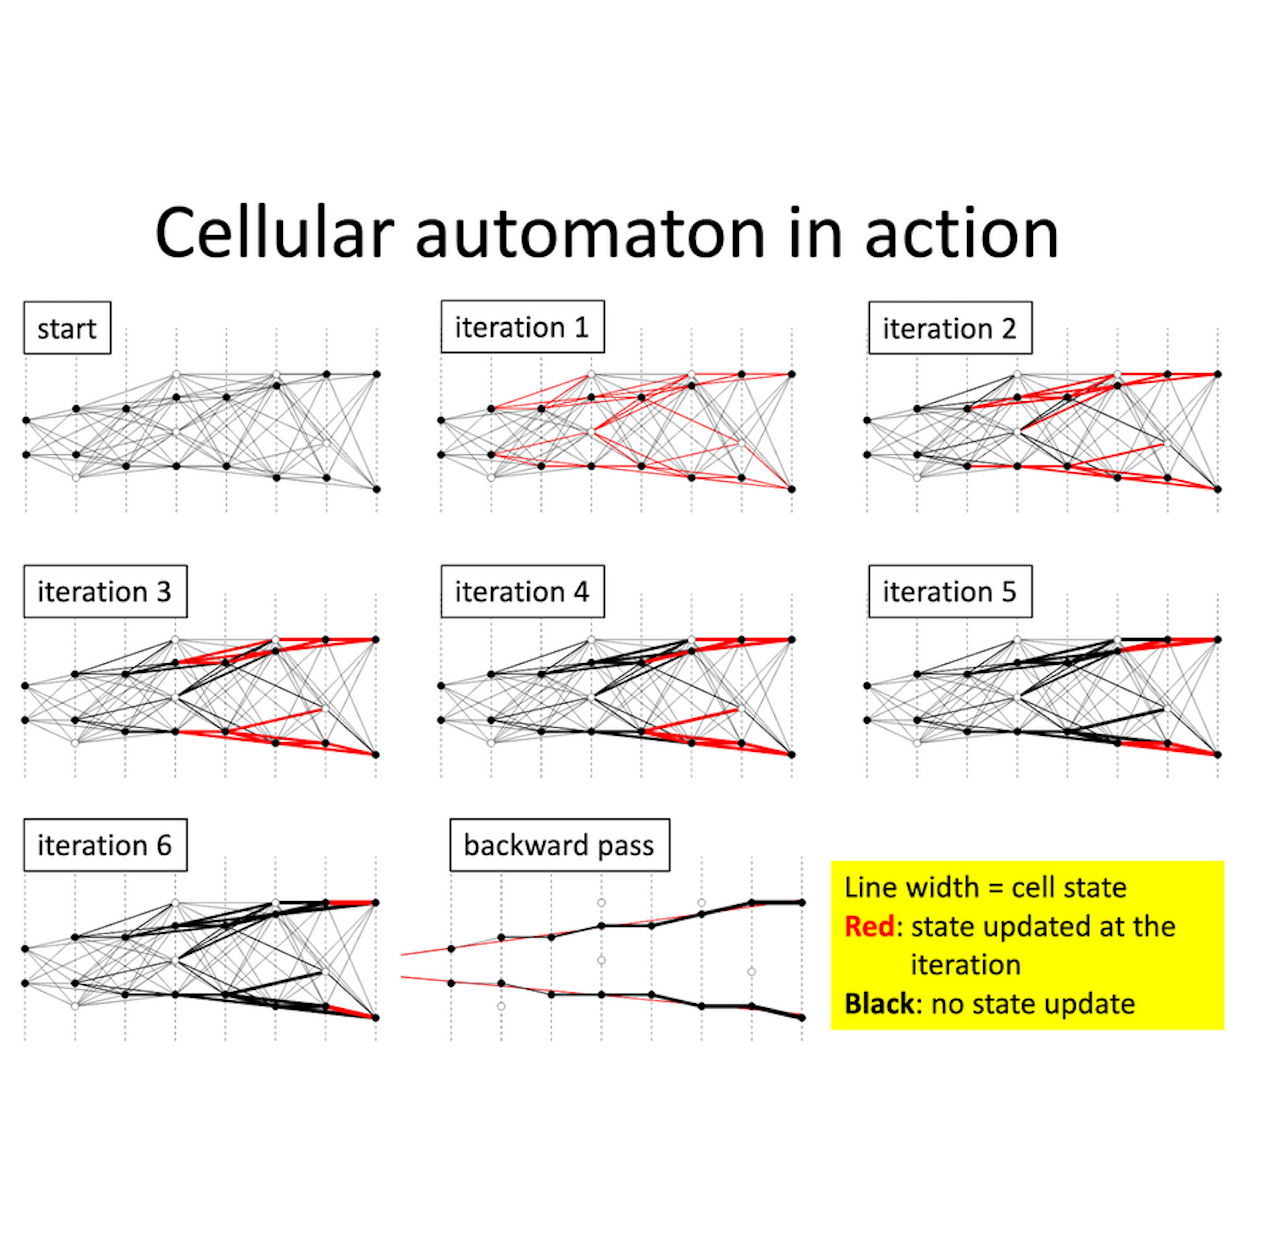 Cellular automaton in action
start
iteration 1
iteration 2
iteration 3
iteration 4
iteration 5
iteration 6
backward pass
Line width = cell state
Red: state updated at the
iteration
Black: no state update